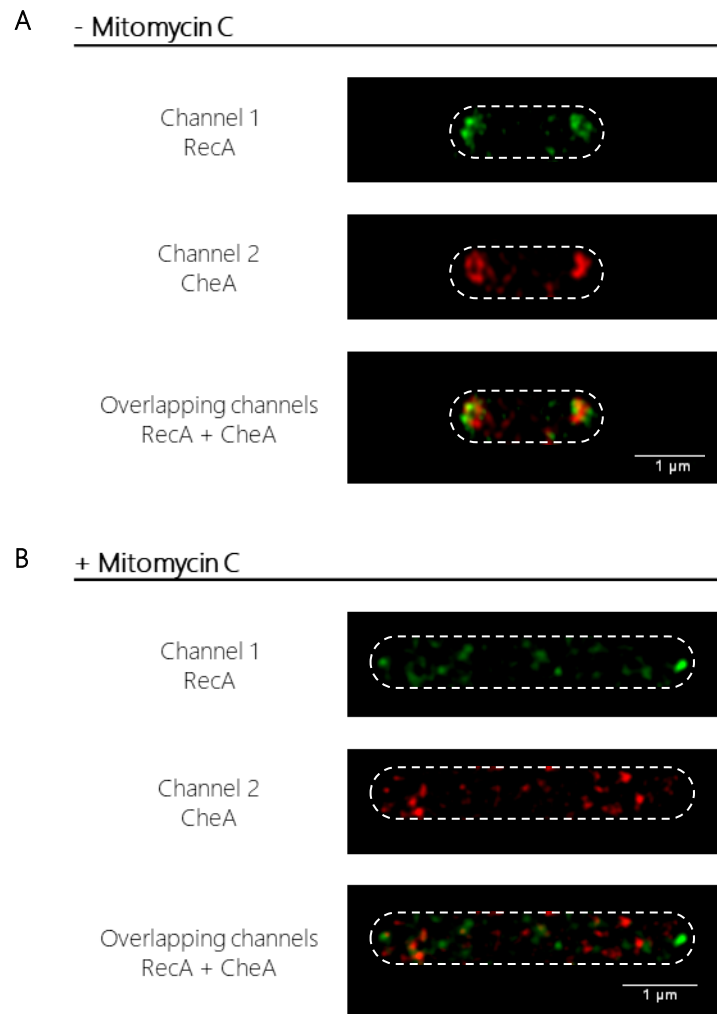 A
- Mitomycin C
Channel 1
RecA
Channel 2
CheA
Overlapping channels
RecA + CheA
1 µm
B
+ Mitomycin C
Channel 1
RecA
Channel 2
CheA
Overlapping channels
RecA + CheA
1 µm